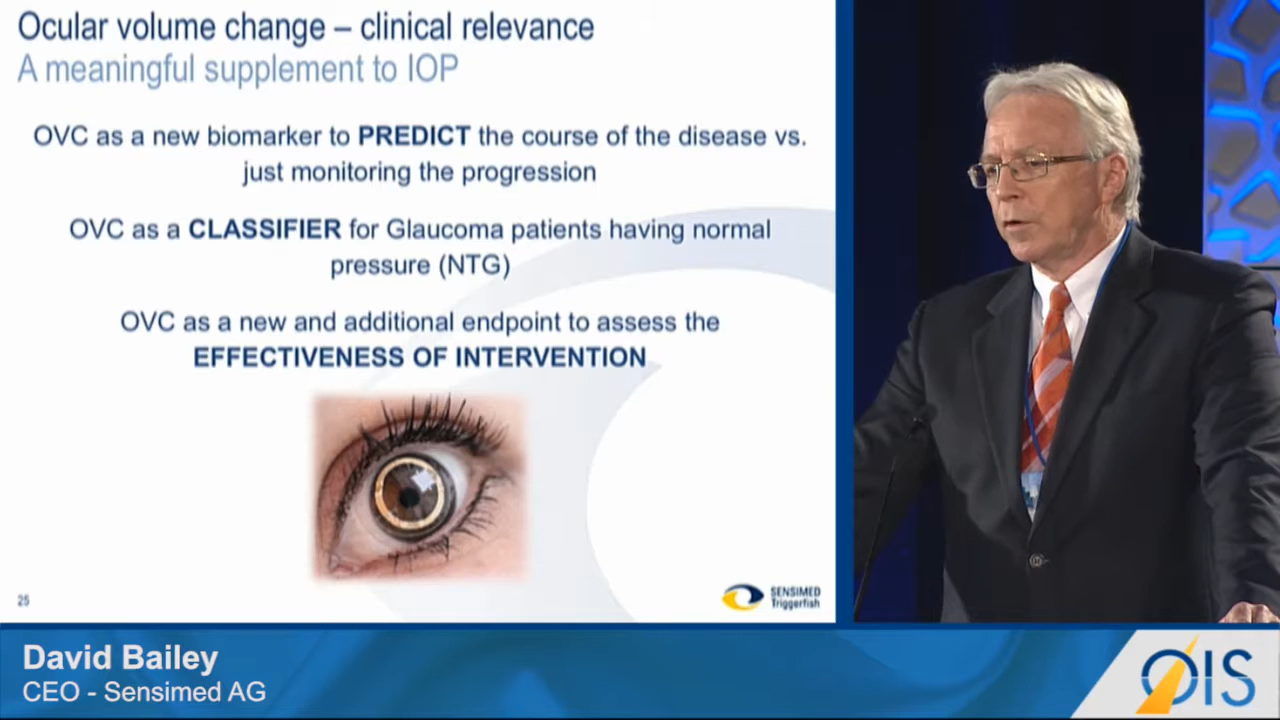 Ocular volume change – clinical relevance
A meaningful supplement to IOP
OVC as a new biomarker to PREDICT the course of the disease vs.
just monitoring the progression
OVC as a CLASSIFIER for Glaucoma patients having normal
pressure (NTG)
OVC as a new and additional endpoint to assess the
EFFECTIVENESS OF INTERVENTION
25
SENSIMED
Triggerfish
David Bailey
CEO - Sensimed AG
OIS